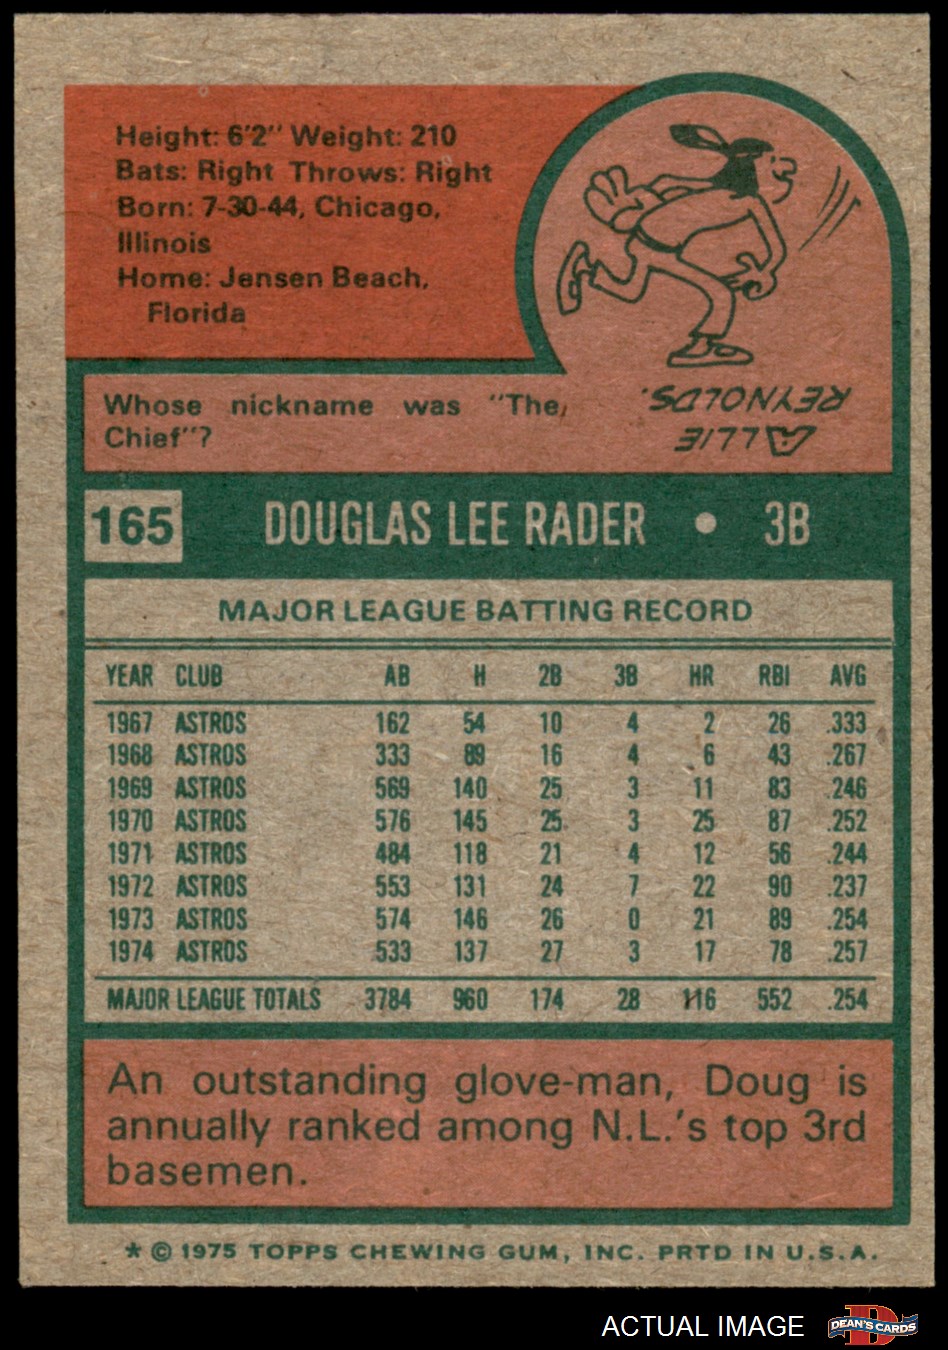 Height: 6'2" Weight: 210
Bats: Right Throws: Right
Born: 7-30-44, Chicago,
Illinois
Home: Jensen Beach,
Florida
Whose nickname was "The
Chief"?
ALLIE
REYNOLDS.
165 DOUGLAS LEE RADER • 3B
MAJOR LEAGUE BATTING RECORD
YEAR CLUB AB H 2B 3B HR RBI AVG
1967 ASTROS 162 54 10 4 2 26 .333
1968 ASTROS 333 89 16 4 6 43 .267
1969 ASTROS 569 140 25 3 11 83 .246
1970 ASTROS 576 145 25 3 25 87 .252
1971 ASTROS 484 118 21 4 12 56 .244
1972 ASTROS 553 131 24 7 22 90 .237
1973 ASTROS 574 146 26 0 21 89 .254
1974 ASTROS 533 137 27 3 17 78 .257
MAJOR LEAGUE TOTALS 3784 960 174 28 116 552 .254
An outstanding glove-man, Doug is
annually ranked among N.L.'s top 3rd
basemen.
* © 1975 TOPPS CHEWING GUM, INC. PRTD IN U.S.A.
ACTUAL IMAGE DEAN'S CARDS